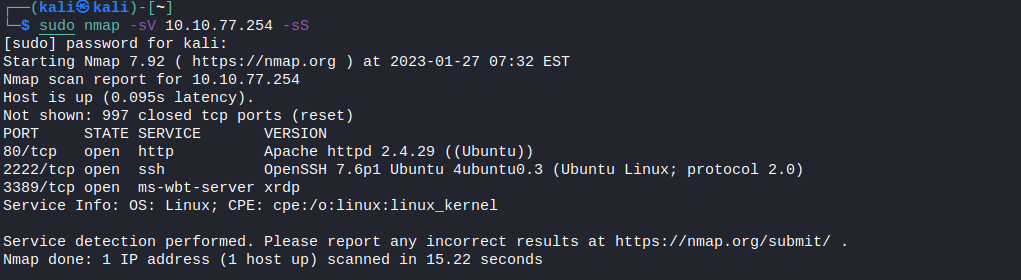 ┌──(kali㉿kali)-[~]
└─$ sudo nmap -sV 10.10.77.254 -sS
[sudo] password for kali:
Starting Nmap 7.92 ( https://nmap.org ) at 2023-01-27 07:32 EST
Nmap scan report for 10.10.77.254
Host is up (0.095s latency).
Not shown: 997 closed tcp ports (reset)
PORT     STATE SERVICE       VERSION
80/tcp   open  http          Apache httpd 2.4.29 ((Ubuntu))
2222/tcp open  ssh           OpenSSH 7.6p1 Ubuntu 4ubuntu0.3 (Ubuntu Linux; protocol 2.0)
3389/tcp open  ms-wbt-server xrdp
Service Info: OS: Linux; CPE: cpe:/o:linux:linux_kernel

Service detection performed. Please report any incorrect results at https://nmap.org/submit/ .
Nmap done: 1 IP address (1 host up) scanned in 15.22 seconds